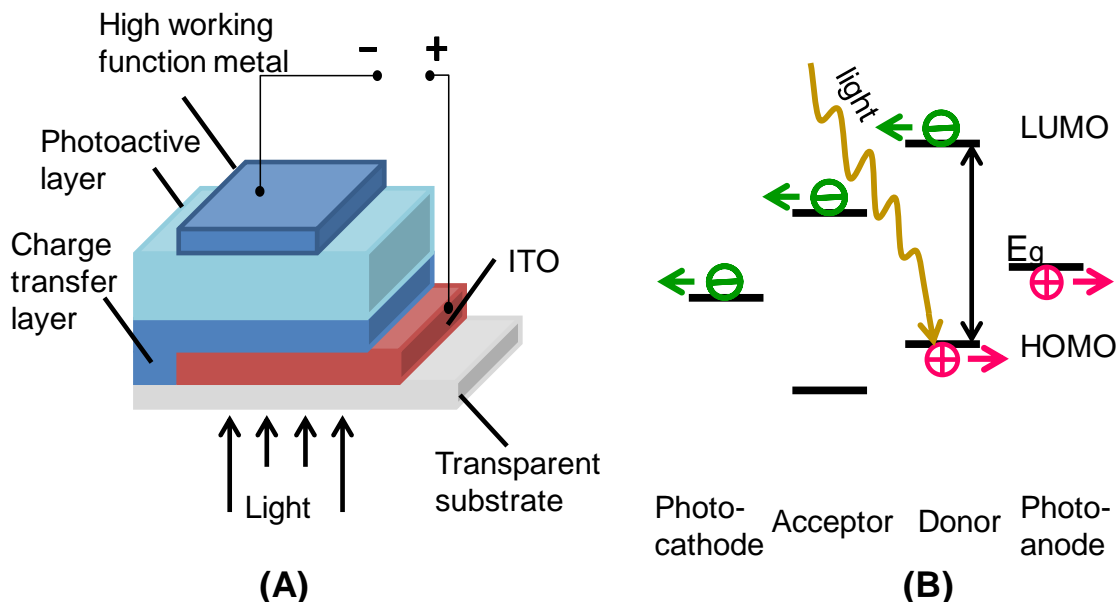 High working
function metal
–
+
Photoactive
layer
Charge
transfer
layer
ITO
Light
Transparent
substrate
(A)
light
LUMO
Eg
HOMO
Photo-
cathode
Acceptor
Donor
Photo-
anode
(B)